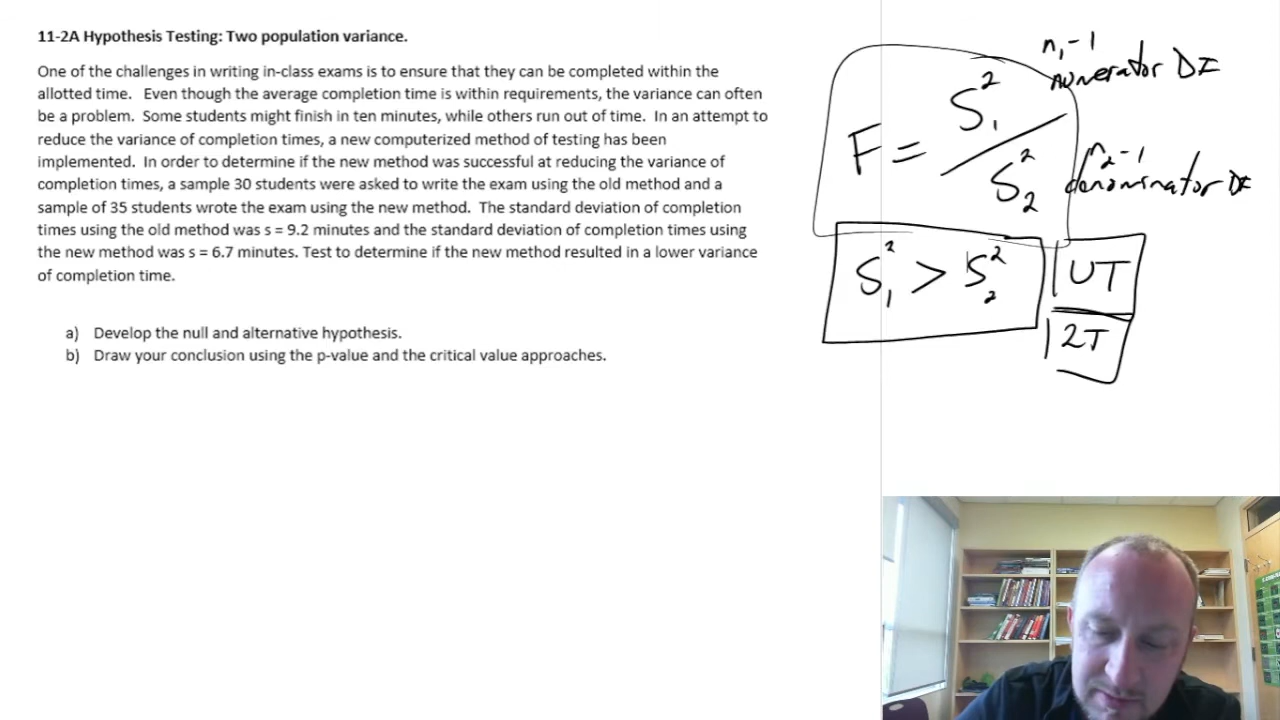 11-2A Hypothesis Testing: Two population variance.
One of the challenges in writing in-class exams is to ensure that they can be completed within the
allotted time. Even though the average completion time is within requirements, the variance can often
be a problem. Some students might finish in ten minutes, while others run out of time. In an attempt to
reduce the variance of completion times, a new computerized method of testing has been
implemented. In order to determine if the new method was successful at reducing the variance of
completion times, a sample 30 students were asked to write the exam using the old method and a
sample of 35 students wrote the exam using the new method. The standard deviation of completion
times using the old method was s = 9.2 minutes and the standard deviation of completion times using
the new method was s = 6.7 minutes. Test to determine if the new method resulted in a lower variance
of completion time.
a) Develop the null and alternative hypothesis.
b) Draw your conclusion using the p-value and the critical value approaches.
n₁-1
numerator DF
F = S₁² / S₂²
n₂-1
denominator DF
S₁² > S₂²
1UT
12T